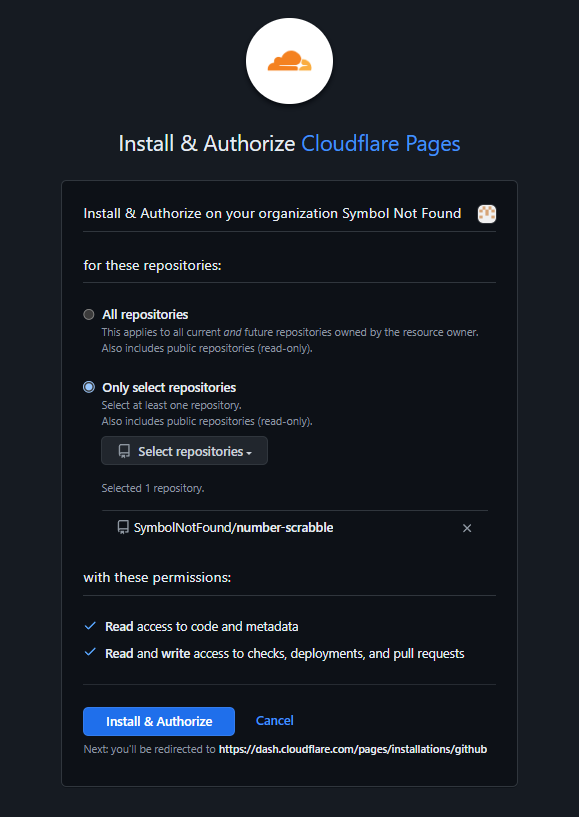 Install & Authorize Cloudflare Pages
Install & Authorize on your organization Symbol Not Found
for these repositories:
All repositories
This applies to all current and future repositories owned by the resource owner.
Also includes public repositories (read-only).
Only select repositories
Select at least one repository.
Also includes public repositories (read-only).
Select repositories
Selected 1 repository.
SymbolNotFound/number-scrabble
with these permissions:
Read access to code and metadata
Read and write access to checks, deployments, and pull requests
Install & Authorize Cancel
Next: you'll be redirected to https://dash.cloudflare.com/pages/installations/github